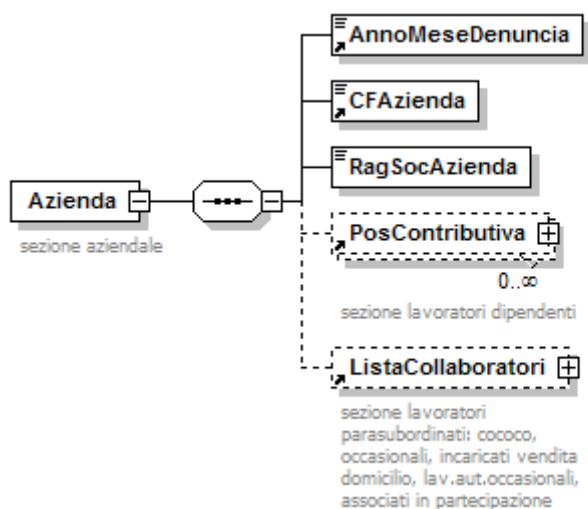 AnnoMeseDenuncia
CFAzienda
RagSocAzienda
Azienda
sezione aziendale
PosContributiva
0..∞
sezione lavoratori dipendenti
ListaCollaboratori
sezione lavoratori
parasubordinati: cococo,
occasionali, incaricati vendita
domicilio, lav.aut.occasionali,
associati in partecipazione